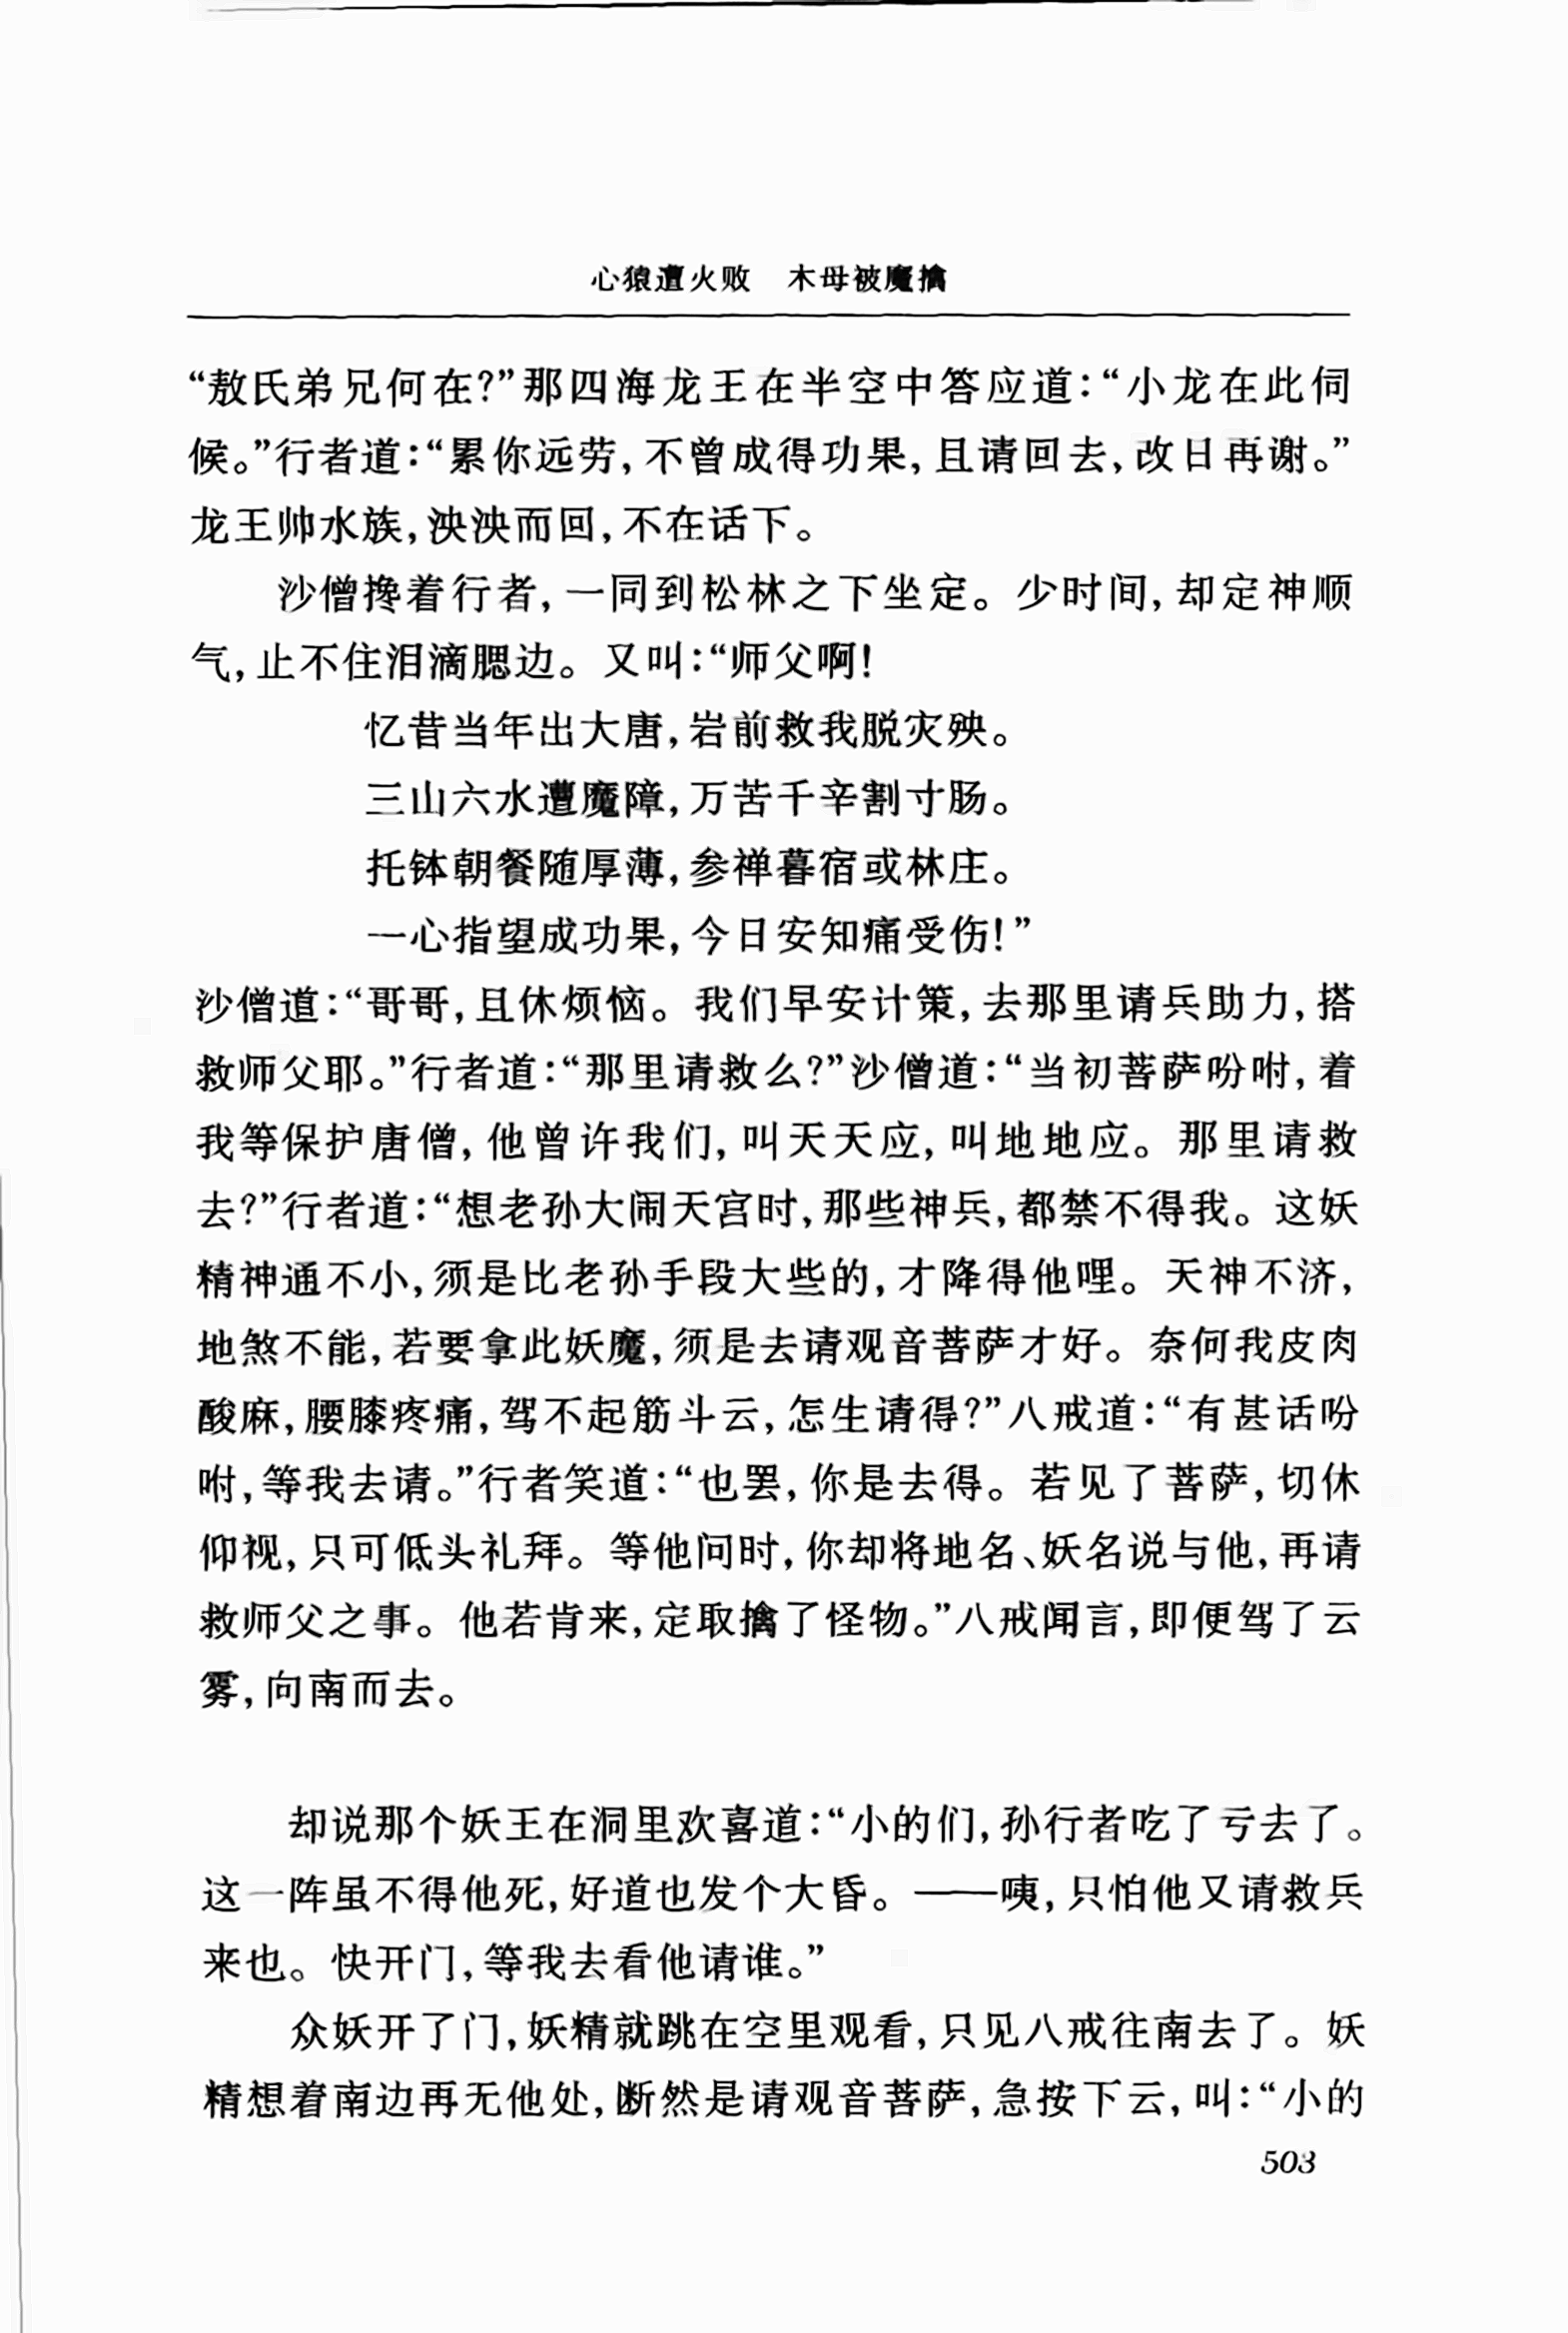 心猿遭火败　木母被魔擒
“敖氏弟兄何在?”那四海龙王在半空中答应道:“小龙在此伺
候。”行者道:“累你远劳,不曾成得功果,且请回去,改日再谢。”
龙王帅水族,泱泱而回,不在话下。
沙僧搀着行者,一同到松林之下坐定。少时间,却定神顺
气,止不住泪滴腮边。又叫:“师父啊!
忆昔当年出大唐,岩前救我脱灾殃。
三山六水遭魔障,万苦千辛割寸肠。
托钵朝餐随厚薄,参禅暮宿或林庄。
一心指望成功果,今日安知痛受伤!”
沙僧道:“哥哥,且休烦恼。我们早安计策,去那里请兵助力,搭
救师父耶。”行者道:“那里请救么?”沙僧道:“当初菩萨吩咐,着
我等保护唐僧,他曾许我们,叫天天应,叫地地应。那里请救
去?”行者道:“想老孙大闹天宫时,那些神兵,都禁不得我。这妖
精神通不小,须是比老孙手段大些的,才降得他哩。天神不济,
地煞不能,若要拿此妖魔,须是去请观音菩萨才好。奈何我皮肉
酸麻,腰膝疼痛,驾不起筋斗云,怎生请得?”八戒道:“有甚话吩
咐,等我去请。”行者笑道:“也罢,你是去得。若见了菩萨,切休
仰视,只可低头礼拜。等他问时,你却将地名、妖名说与他,再请
救师父之事。他若肯来,定取擒了怪物。”八戒闻言,即便驾了云
雾,向南而去。
却说那个妖王在洞里欢喜道:“小的们,孙行者吃了亏去了。
这一阵虽不得他死,好道也发个大昏。——咦,只怕他又请救兵
来也。快开门,等我去看他请谁。”
众妖开了门,妖精就跳在空里观看,只见八戒往南去了。妖
精想着南边再无他处,断然是请观音菩萨,急按下云,叫:“小的
503